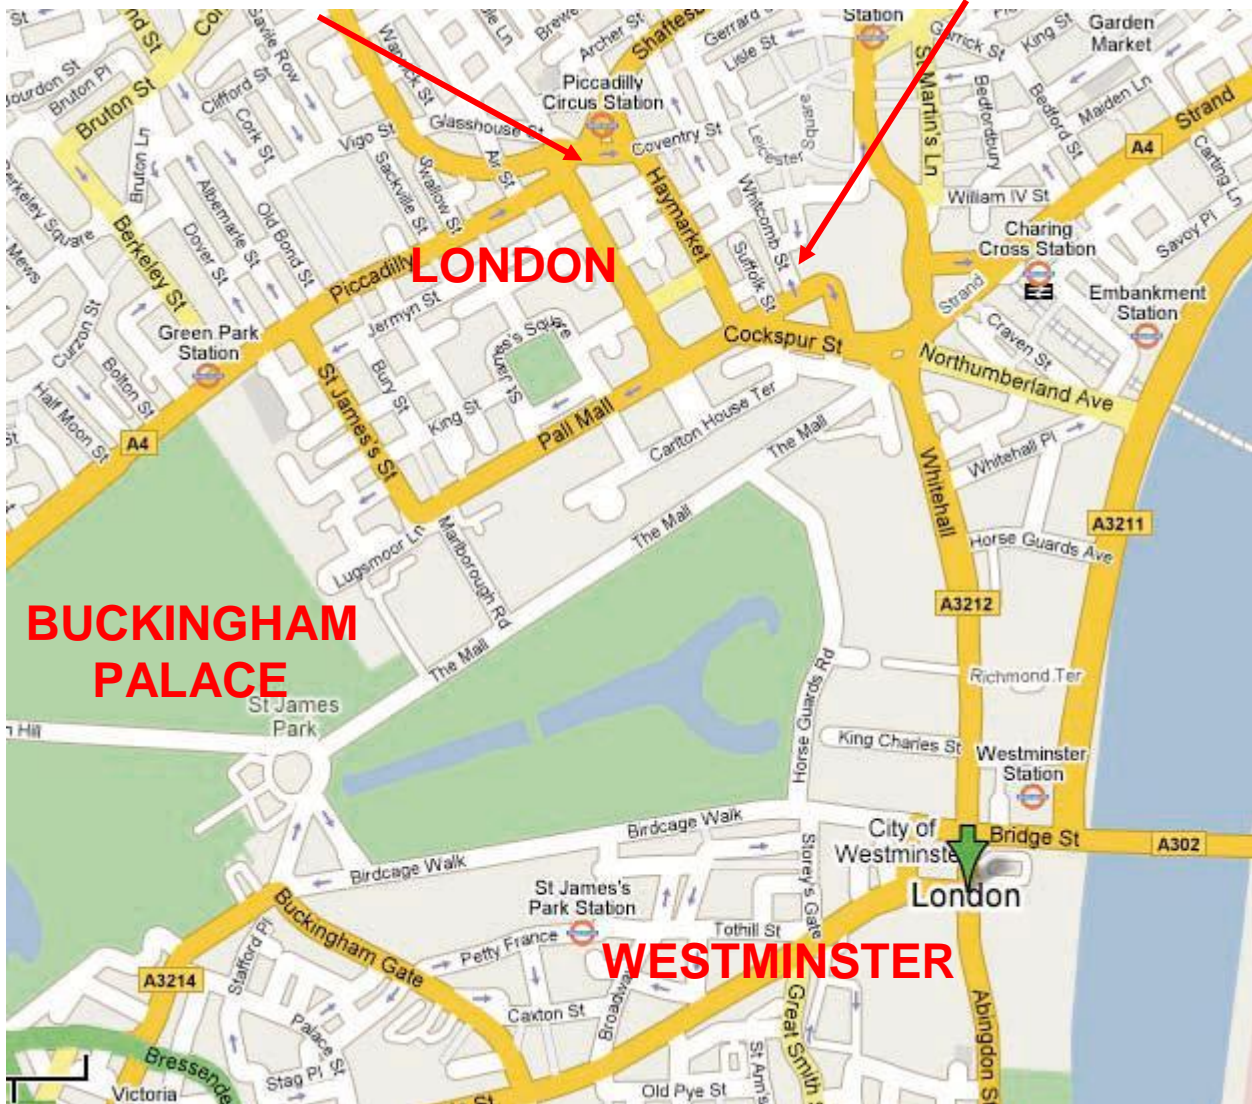 Savile Row
Warwick St
Archer St
Gerrard St
Lisle St
Station
Garrick St
King St
Garden
Market
Bruton Pl
Bruton St
Clifford St
Cork St
Vigo St
Glasshouse St
Air St
Piccadilly
Circus Station
Coventry St
Leicester
Square
St Martin's Ln
Bedfordbury
Bedford St
Maiden Ln
Strand
A4
Carting Ln
William IV St
Savoy Pl
Berkeley Square
Mews
Bruton Ln
Berkeley St
Albemarle St
Dover St
Old Bond St
Sackville St
Swallow St
Piccadilly
LONDON
Haymarket
Whitcomb St
Suffolk St
Charing
Cross Station
Strand
Embankment
Station
Craven St
Northumberland Ave
Green Park
Station
Curzon St
Bolton St
Half Moon St
A4
Jermyn St
St James's Square
Bury St
King St
St James's St
Pall Mall
Cockspur St
Carlton House Ter
The Mall
Whitehall
Whitehall Pl
A3211
Horse Guards Ave
Lugsmoor Ln
Marlborough Rd
The Mall
The Mall
A3212
BUCKINGHAM
PALACE
St James
Park
Horse Guards Rd
Richmond Ter
King Charles St
Westminster
Station
Birdcage Walk
Birdcage Walk
Storey's Gate
City of
Westminste
Bridge St
A302
London
St James's
Park Station
Tothill St
Buckingham Gate
Petty France
WESTMINSTER
Broadway
Caxton St
A3214
Stafford Pl
Palace St
Stag Pl
Victoria
Great Smith
Abingdon St
Old Pye St
St Ann's